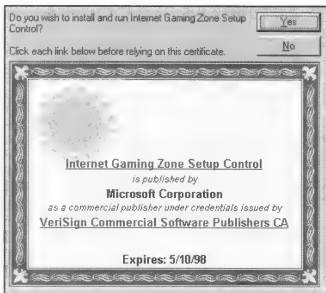 Do you wish to install and run Internet Gaming Zone Setup
Control?
Yes
Click each link below before relying on this certificate.
No
Internet Gaming Zone Setup Control
is published by
Microsoft Corporation
as a commercial publisher under credentials issued by
VeriSign Commercial Software Publishers CA
Expires: 5/10/98